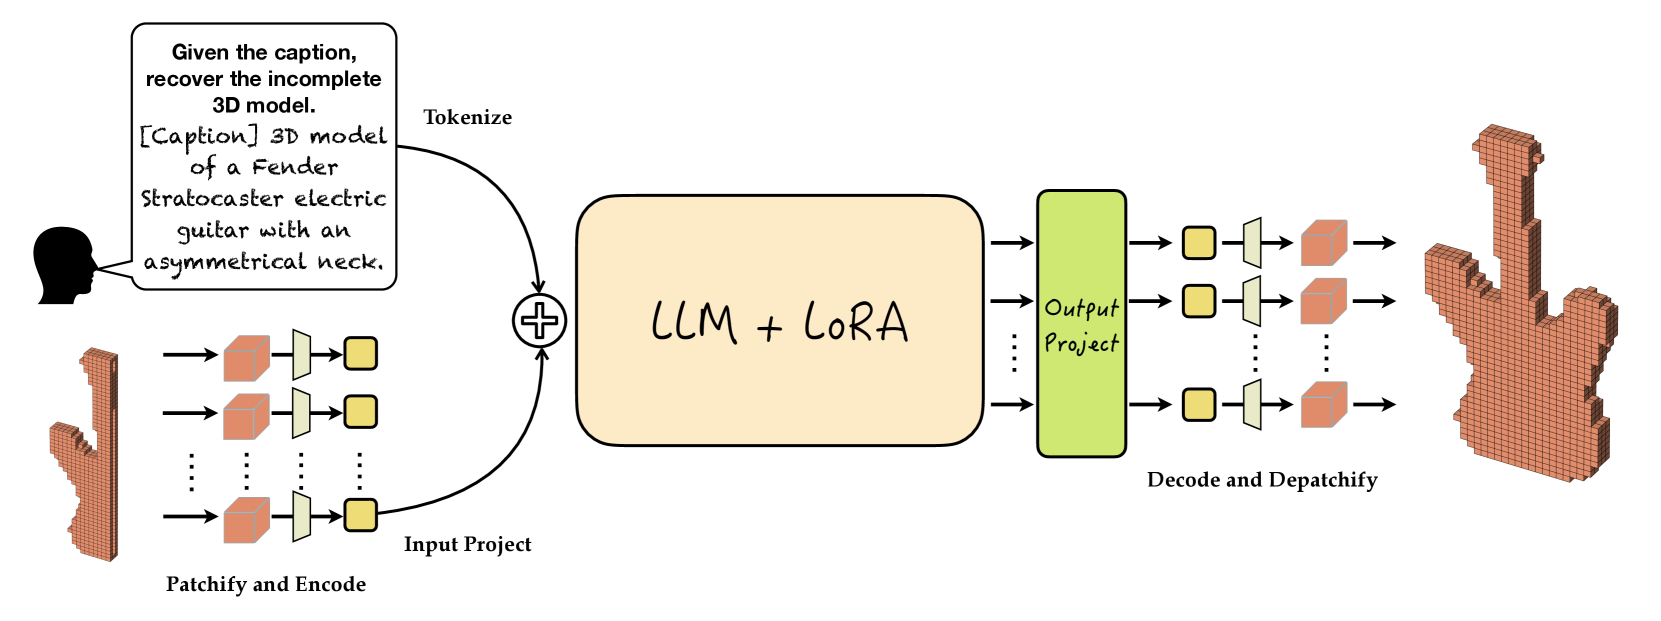 Given the caption,
recover the incomplete
3D model.
[Caption] 3D model
of a Fender
Stratocaster electric
guitar with an
asymmetrical neck.
Tokenize
LLM + LoRA
Output
Project
Input Project
Patchify and Encode
Decode and Depatchify